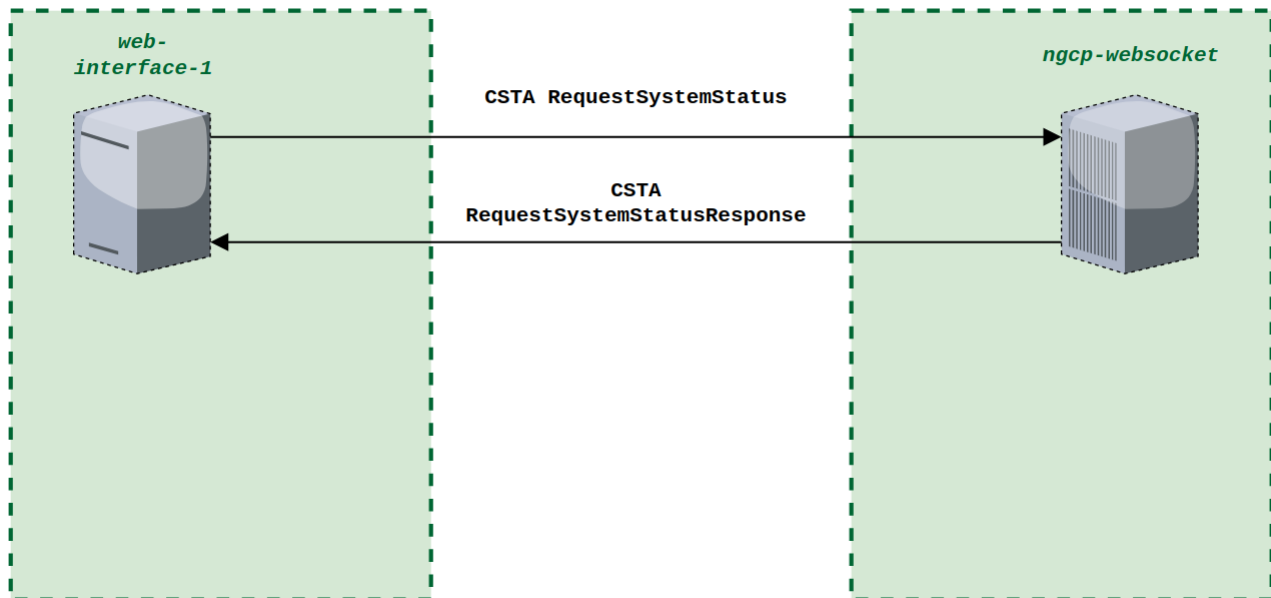 web-
interface-1
ngcp-websocket
CSTA RequestSystemStatus
CSTA
RequestSystemStatusResponse